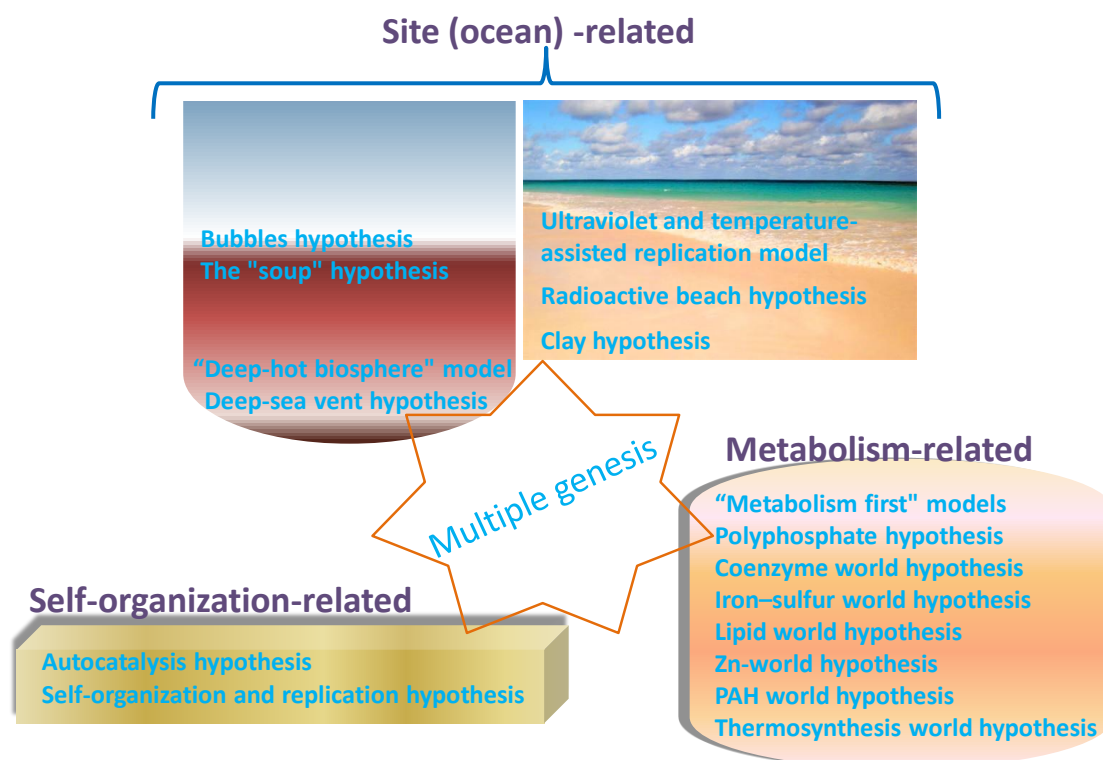 Site (ocean) -related
Bubbles hypothesis
The "soup" hypothesis
“Deep-hot biosphere" model
Deep-sea vent hypothesis
Ultraviolet and temperature-
assisted replication model
Radioactive beach hypothesis
Clay hypothesis
Multiple genesis
Metabolism-related
“Metabolism first" models
Polyphosphate hypothesis
Coenzyme world hypothesis
Iron–sulfur world hypothesis
Lipid world hypothesis
Zn-world hypothesis
PAH world hypothesis
Thermosynthesis world hypothesis
Self-organization-related
Autocatalysis hypothesis
Self-organization and replication hypothesis